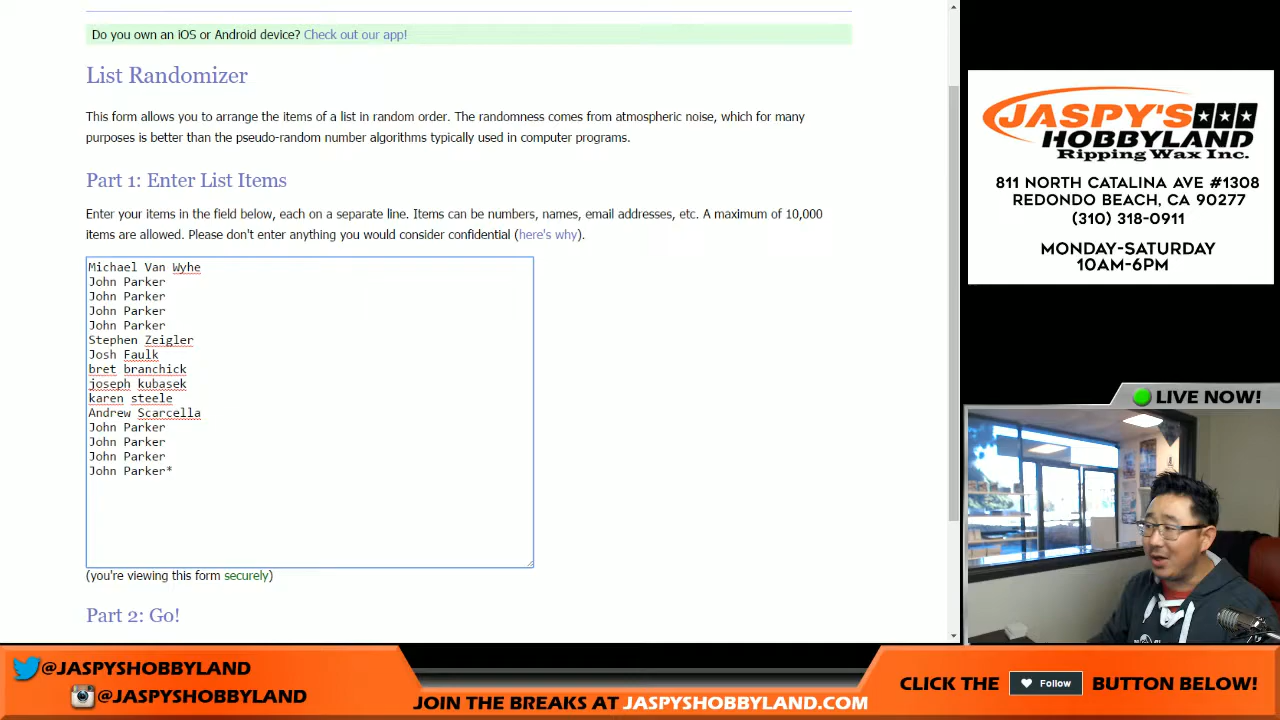 Do you own an iOS or Android device? Check out our app!
List Randomizer
This form allows you to arrange the items of a list in random order. The randomness comes from atmospheric noise, which for many
purposes is better than the pseudo-random number algorithms typically used in computer programs.
Part 1: Enter List Items
Enter your items in the field below, each on a separate line. Items can be numbers, names, email addresses, etc. A maximum of 10,000
items are allowed. Please don't enter anything you would consider confidential (here's why).
Michael Van Wyhe
John Parker
John Parker
John Parker
John Parker
Stephen Zeigler
Josh Faulk
bret branchick
joseph kubasek
karen steele
Andrew Scarcella
John Parker
John Parker
John Parker
John Parker*
(you're viewing this form securely)
Part 2: Go!
JASPY'S
HOBBYLAND
Ripping Wax Inc.
811 NORTH CATALINA AVE #1308
REDONDO BEACH, CA 90277
(310) 318-0911
MONDAY-SATURDAY
10AM-6PM
LIVE NOW!
@JASPYSHOBBYLAND
@JASPYSHOBBYLAND
JOIN THE BREAKS AT JASPYSHOBBYLAND.COM
CLICK THE Follow BUTTON BELOW!